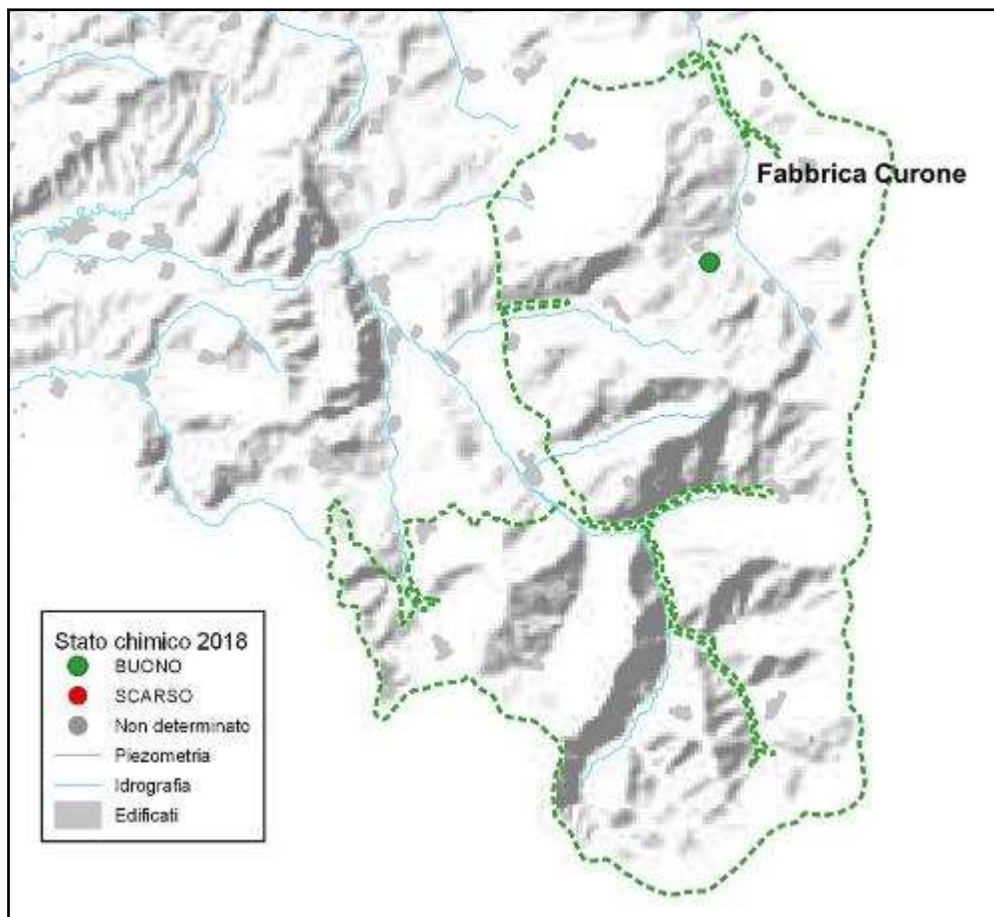 Fabbrica Curone
Stato chimico 2018
BUONO
SCARSO
Non determinato
Piezometria
Idrografia
Edificati